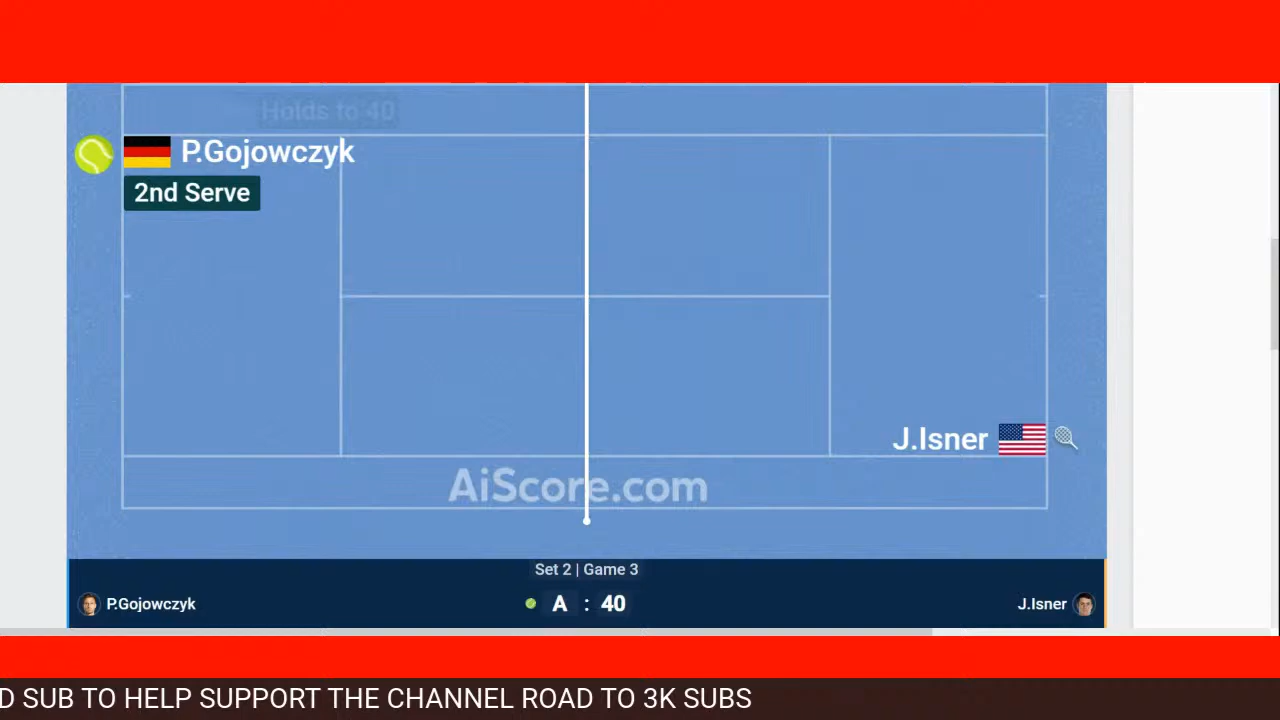 Holds to 40
P.Gojowczyk
2nd Serve
J.Isner
AiScore.com
Set 2 | Game 3
P.Gojowczyk A : 40 J.Isner
D SUB TO HELP SUPPORT THE CHANNEL ROAD TO 3K SUBS